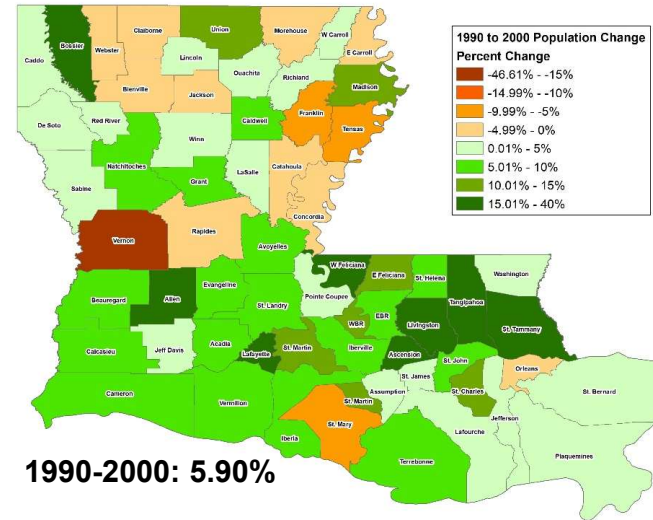 1990 to 2000 Population Change
Percent Change
-46.61% - -15%
-14.99% - -10%
-9.99% - -5%
-4.99% - 0%
0.01% - 5%
5.01% - 10%
10.01% - 15%
15.01% - 40%
Caddo
Bossier
Webster
Claiborne
Union
Morehouse
W Carroll
E Carroll
Lincoln
Ouachita
Richland
Madison
Bienville
Jackson
De Soto
Red River
Winn
Caldwell
Franklin
Tensas
Natchitoches
Sabine
Grant
LaSalle
Catahoula
Concordia
Vernon
Rapides
Avoyelles
W Feliciana
E Feliciana
St. Helena
Washington
Beauregard
Allen
Evangeline
St. Landry
Pointe Coupee
Tangipahoa
WBR
EBR
Livingston
St. Tammany
Calcasieu
Jeff Davis
Acadia
Lafayette
St. Martin
Iberville
Ascension
St. John
St. James
Orleans
Cameron
Vermilion
St. Martin
Assumption
St. Charles
St. Bernard
Iberia
St. Mary
Jefferson
Lafourche
Plaquemines
Terrebonne
1990-2000: 5.90%